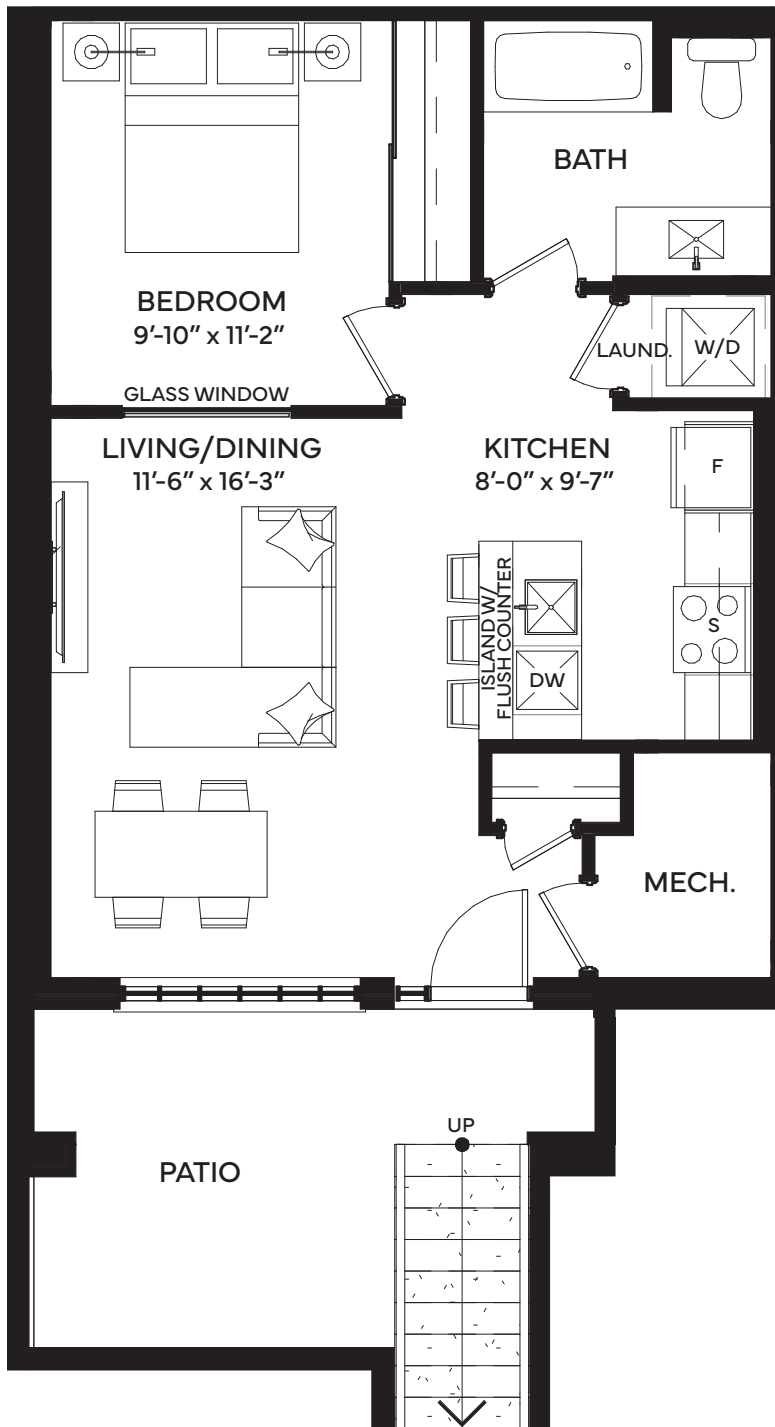 BATH
BEDROOM
9’-10” x 11’-2”
LAUND.
W/D
GLASS WINDOW
LIVING/DINING
11’-6” x 16’-3”
KITCHEN
8’-0” x 9’-7”
F
ISLAND W/
FLUSH COUNTER
S
DW
MECH.
UP
PATIO